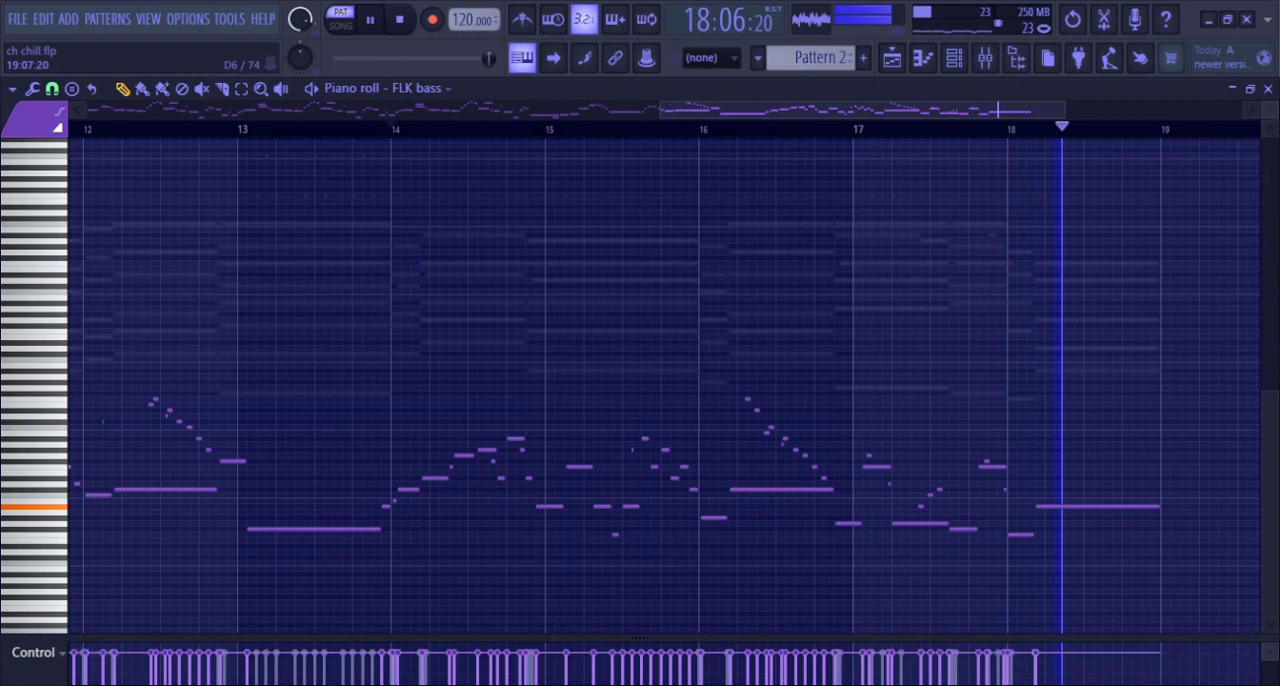 FILE EDIT ADD PATTERNS VIEW OPTIONS TOOLS HELP
PAT
SONG
120.000
3.2.
18:06:20
B:S:T
23
250 MB
23
ch chill.flp
19:07:20
D6 / 74
(none)
Pattern 2
Today
newer versi..
Piano roll - FLK bass
12 13 14 15 16 17 18 19
Control